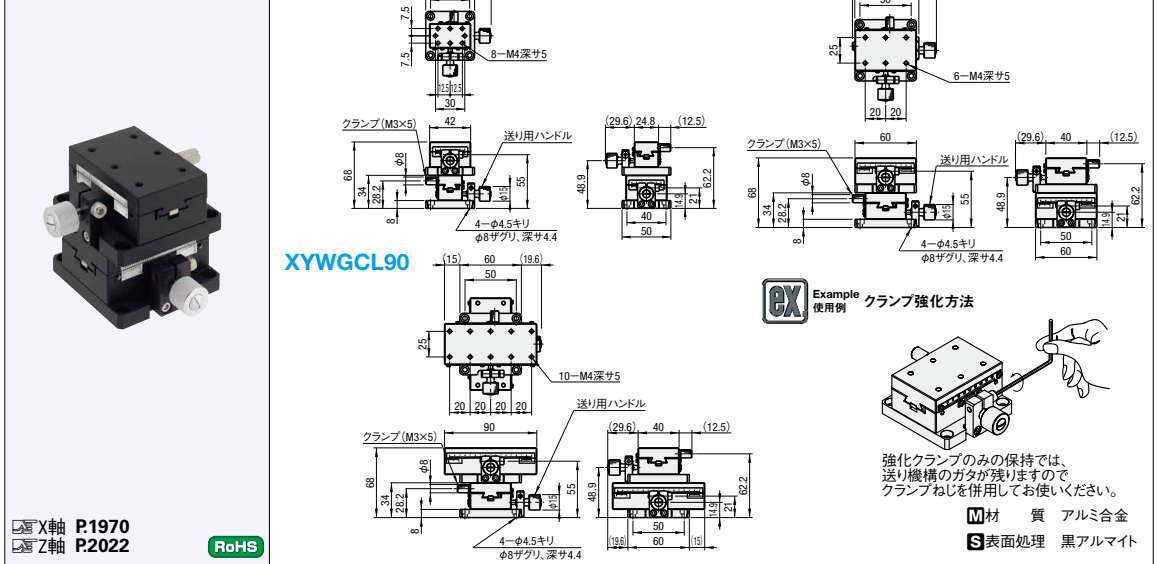 7.5
7.5
8-M4深サ5
12.5
12.5
30
25
6-M4深サ5
20
20
クランプ(M3×5)
42
送り用ハンドル
φ8
68
34
28.2
8
φ15
55
4-φ4.5キリ
φ8ザグリ、深サ4.4
(29.6)
24.8
(12.5)
48.9
62.2
21
14.9
40
50
クランプ(M3×5)
60
送り用ハンドル
φ8
68
34
28.2
8
φ15
55
4-φ4.5キリ
φ8ザグリ、深サ4.4
(29.6)
40
(12.5)
48.9
62.2
21
14.9
50
60
XYWGCL90
(15)
60
(19.6)
50
25
10-M4深サ5
20
20
20
20
クランプ(M3×5)
90
送り用ハンドル
φ8
68
34
28.2
8
φ15
55
4-φ4.5キリ
φ8ザグリ、深サ4.4
(29.6)
40
(12.5)
48.9
62.2
21
14.9
50
(19.6)
60
(15)
ex
Example
使用例
クランプ強化方法
強化クランプのみの保持では、
送り機構のガタが残りますので
クランプねじを併用してお使いください。
M材 質 アルミ合金
S表面処理 黒アルマイト
X軸 P.1970
Z軸 P.2022
RoHS